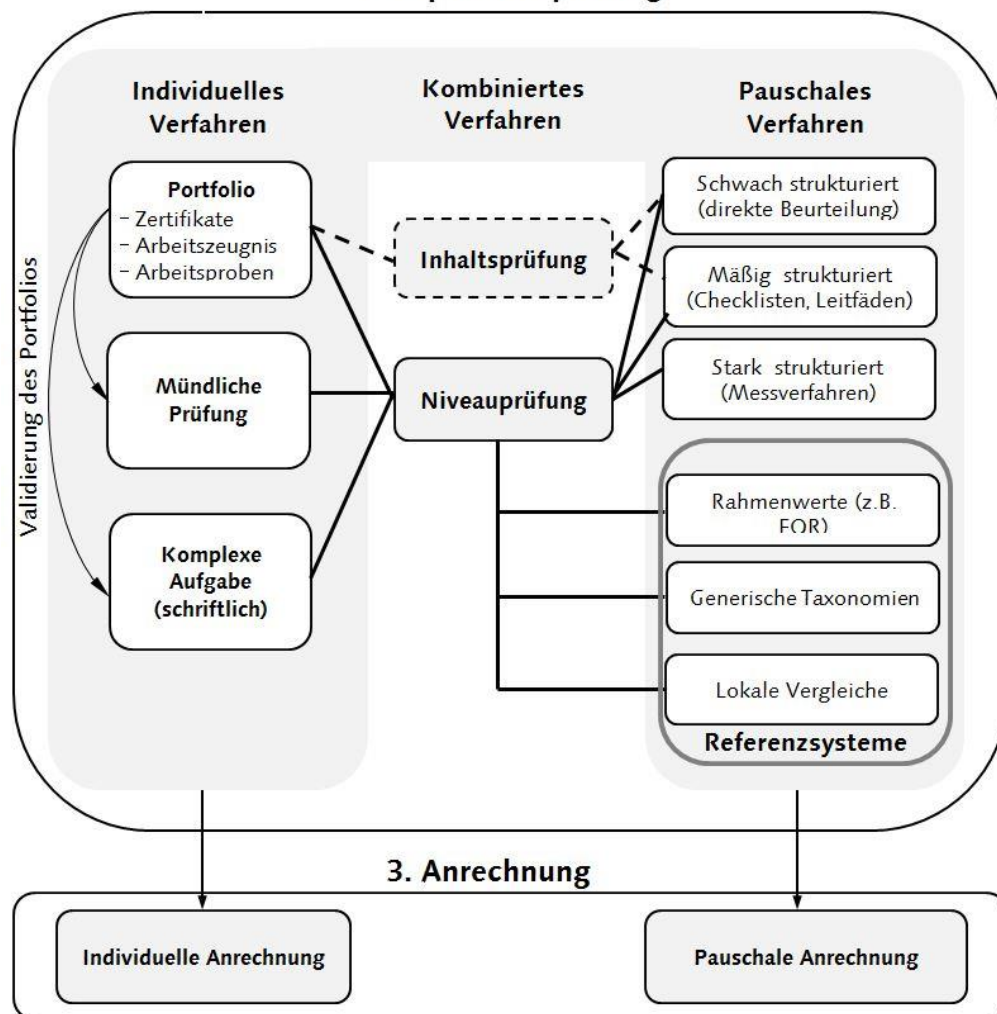 Individuelles
Verfahren
Kombiniertes
Verfahren
Pauschales
Verfahren
Validierung des Portfolios
Portfolio
– Zertifikate
– Arbeitszeugnis
– Arbeitsproben
Mündliche
Prüfung
Komplexe
Aufgabe
(schriftlich)
Inhaltsprüfung
Niveauprüfung
Schwach strukturiert
(direkte Beurteilung)
Mäßig strukturiert
(Checklisten, Leitfäden)
Stark strukturiert
(Messverfahren)
Rahmenwerte (z.B.
Generische Taxonomien
Lokale Vergleiche
Referenzsysteme
3. Anrechnung
Individuelle Anrechnung
Pauschale Anrechnung